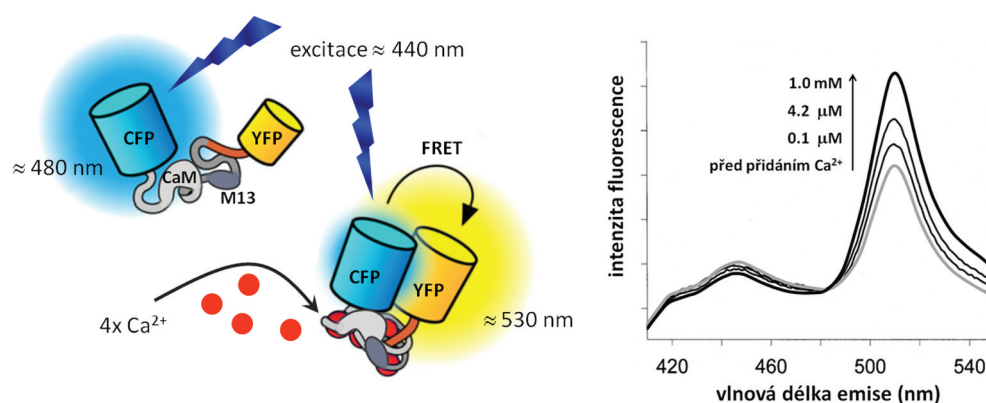 excitace ≈ 440 nm
CFP
YFP
≈ 480 nm
CaM
M13
FRET
CFP
YFP
4x Ca²⁺
≈ 530 nm
intenzita fluorescence
1.0 mM
4.2 μM
0.1 μM
před přidáním Ca²⁺
420 460 500 540
vlnová délka emise (nm)